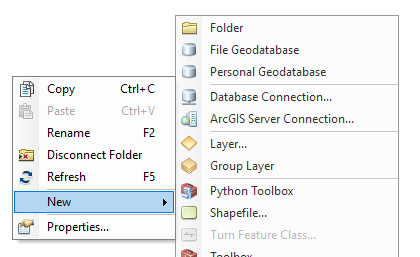 Copy Ctrl+C
Paste Ctrl+V
Rename F2
Disconnect Folder
Refresh F5
New
Properties...
Folder
File Geodatabase
Personal Geodatabase
Database Connection...
ArcGIS Server Connection...
Layer...
Group Layer
Python Toolbox
Shapefile...
Turn Feature Class...
Toolbox